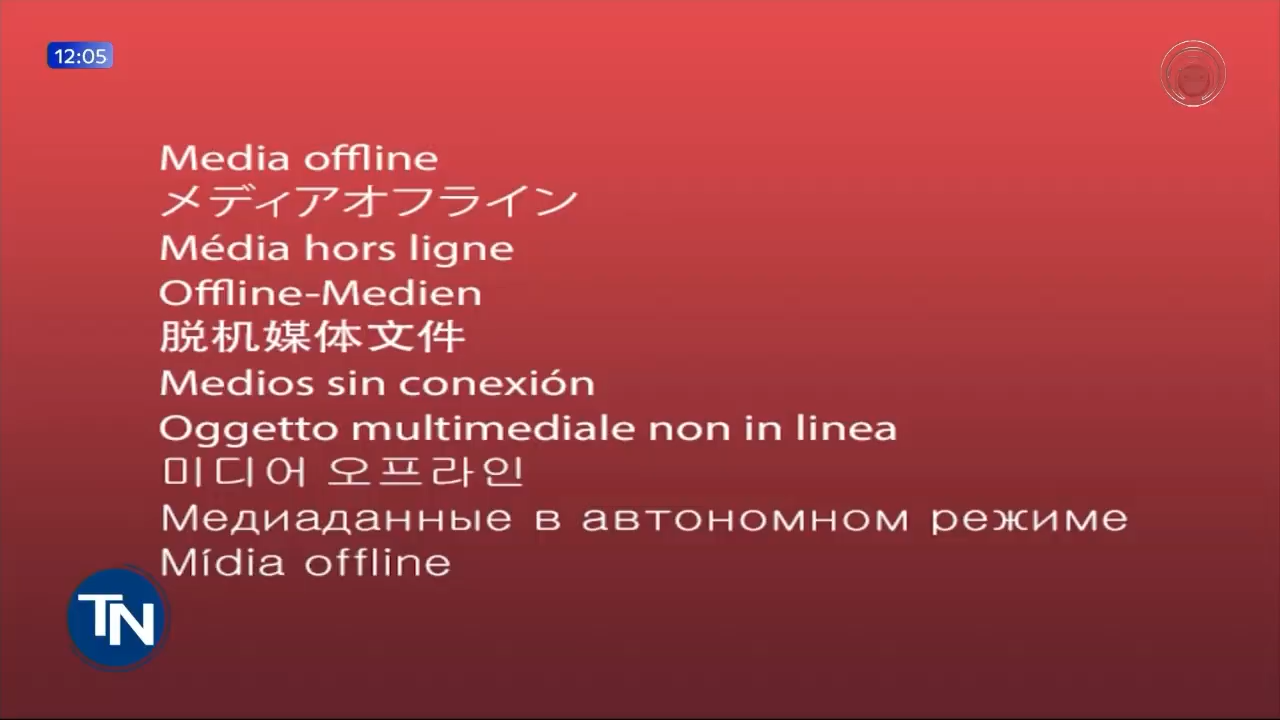 12:05
Media offline
メディアオフライン
Média hors ligne
Offline-Medien
脱机媒体文件
Medios sin conexión
Oggetto multimediale non in linea
미디어 오프라인
Медиаданные в автономном режиме
Mídia offline
TN